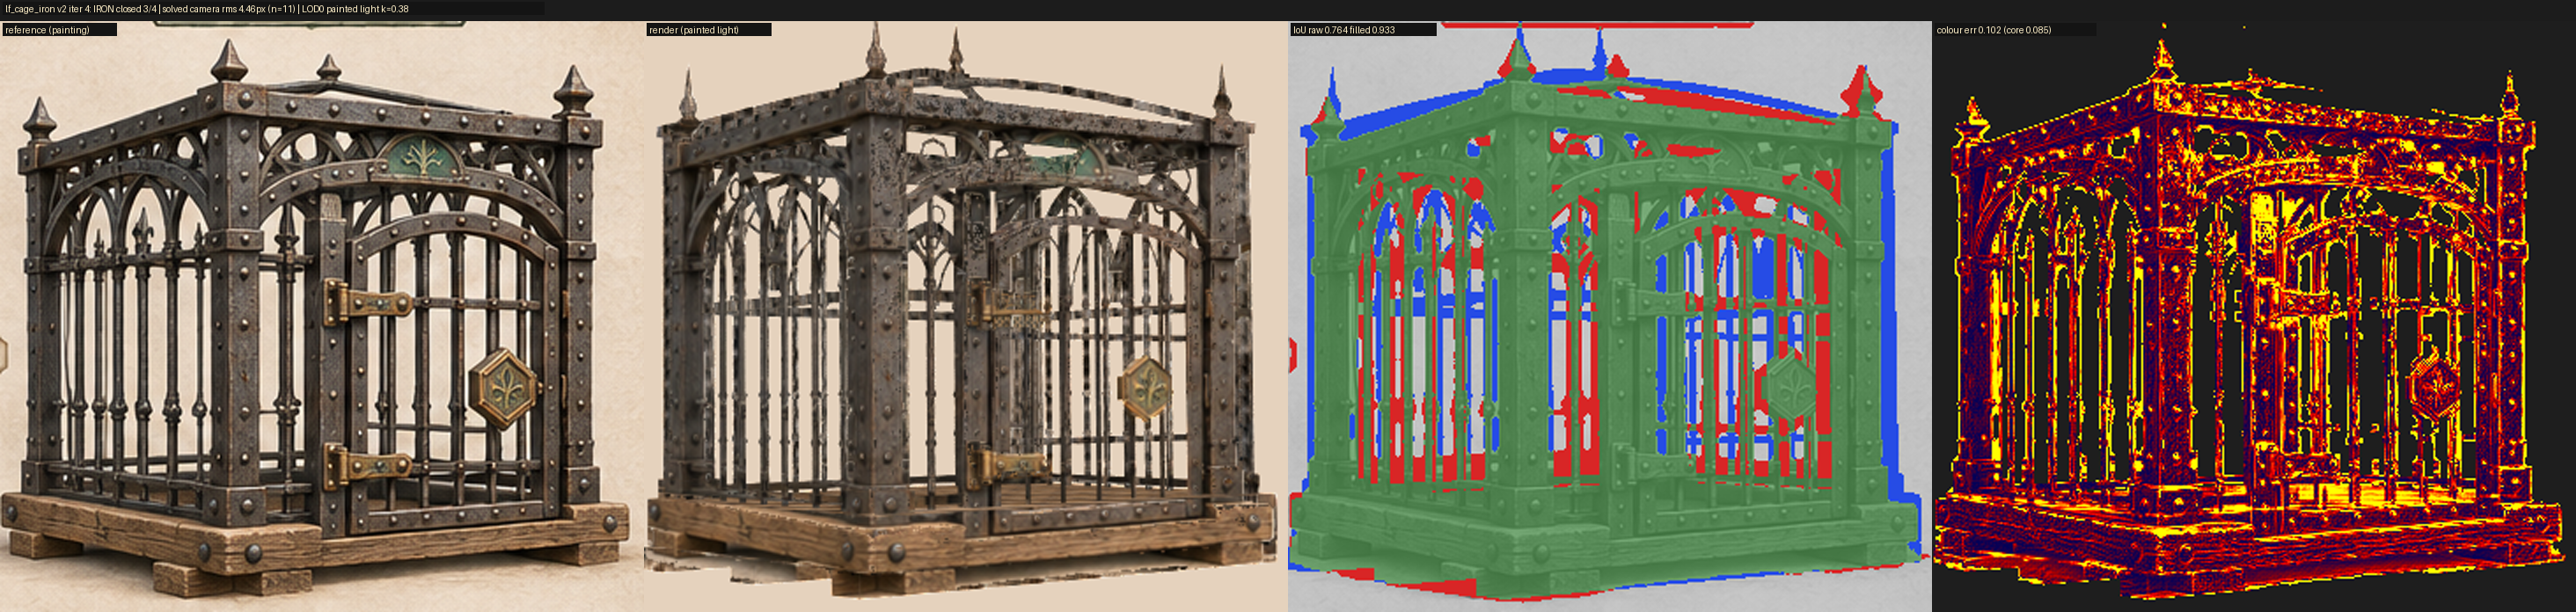 lf_cage_iron v2 iter 4: IRON closed 3/4 | solved camera rms 4.46px (n=11) | LOD0 painted light k=0.38
reference (painting)
render (painted light)
IoU raw 0.764 filled 0.933
colour err 0.102 (core 0.085)